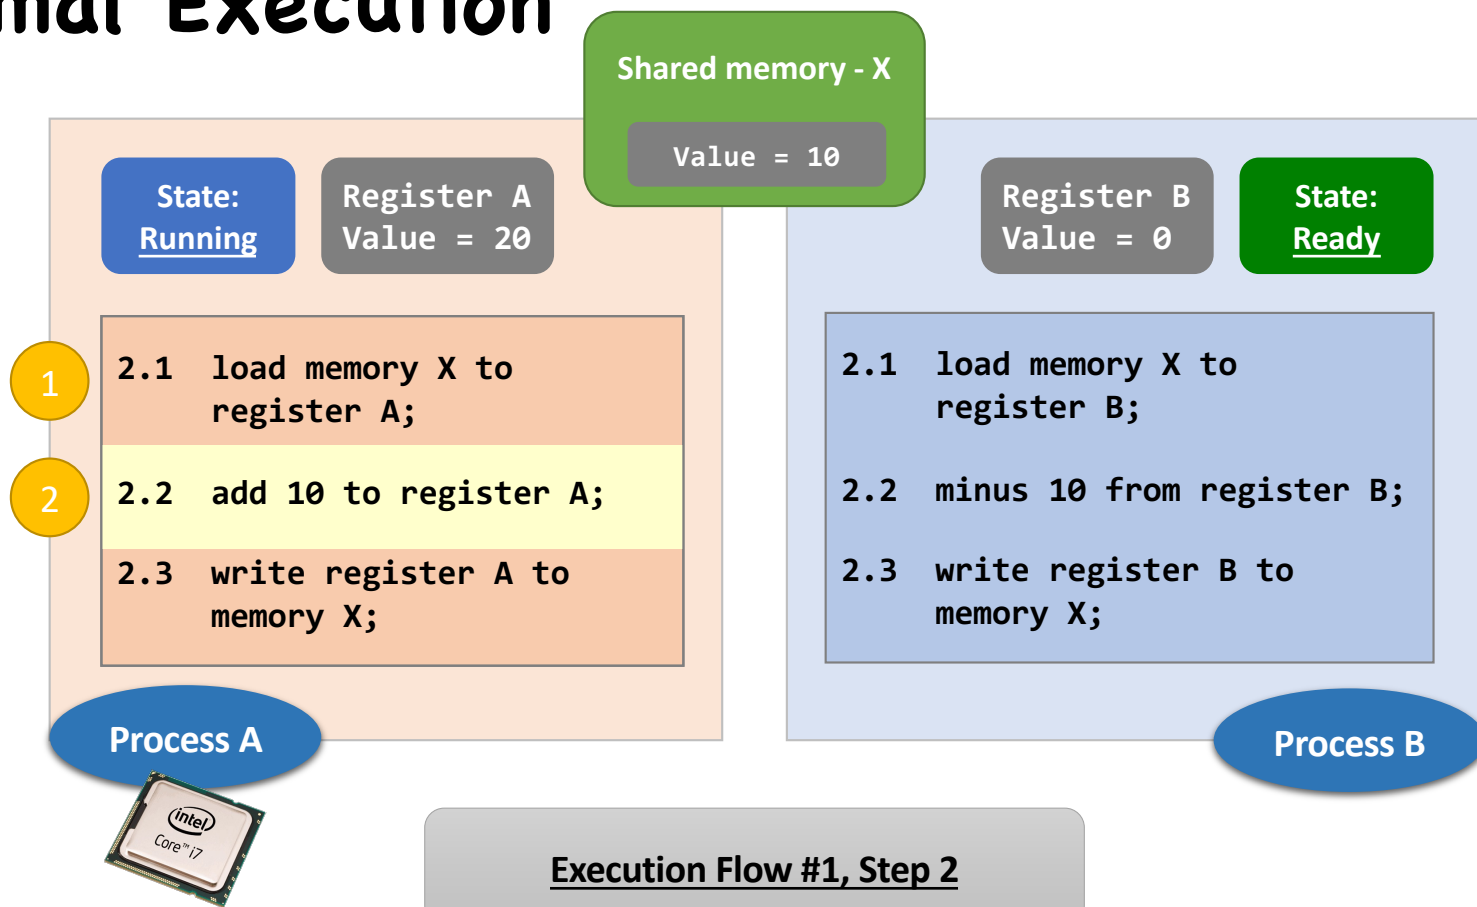 Execution
Shared memory - X
Value = 10
State:
Running
Register A
Value = 20
Register B
Value = 0
State:
Ready
1
2.1 load memory X to
register A;
2
2.2 add 10 to register A;
2.3 write register A to
memory X;
2.1 load memory X to
register B;
2.2 minus 10 from register B;
2.3 write register B to
memory X;
Process A
Process B
intel
Core™ i7
Execution Flow #1, Step 2